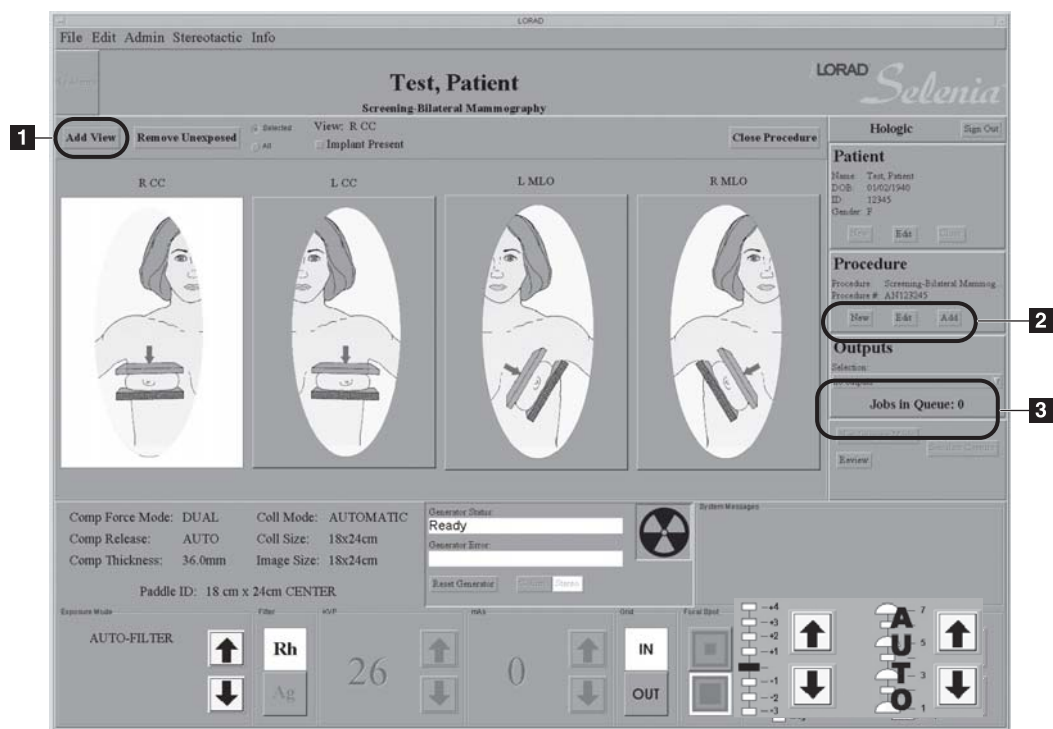 LORAD
File Edit Admin Stereotactic Info
Test, Patient
Screening-Bilateral Mammography
LORAD Selenia
1
Add View
Remove Unexposed
Selected
All
View: R CC
Implant Present
Close Procedure
Hologic
Sign Out
R CC
L CC
L MLO
R MLO
Patient
Name: Test, Patient
DOB: 01/02/1940
ID: 12345
Gender: F
New Edit
Procedure
Procedure: Screening-Bilateral Mammog
Procedure #: AN123245
New Edit Add
2
Outputs
Selection:
Jobs in Queue: 0
3
Review
Comp Force Mode: DUAL
Comp Release: AUTO
Comp Thickness: 36.0mm
Coll Mode: AUTOMATIC
Coll Size: 18x24cm
Image Size: 18x24cm
Paddle ID: 18 cm x 24cm CENTER
Generator Status:
Ready
Generator Error:
Reset Generator
Stereo
System Messages
Exposure Mode
AUTO-FILTER
Filter
Rh
Ag
kVP
26
mAs
0
Grid
IN
OUT
Focal Spot
+4
+3
+2
+1
-1
-2
-3
AUTO
7
5
3
1